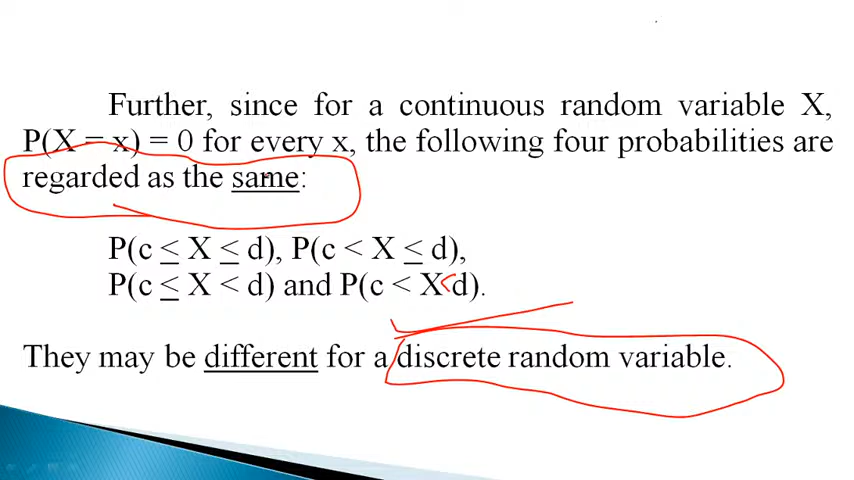 Further, since for a continuous random variable X,
P(X = x) = 0 for every x, the following four probabilities are
regarded as the same:
P(c ≤ X ≤ d), P(c < X ≤ d),
P(c ≤ X < d) and P(c < X < d).
They may be different for a discrete random variable.